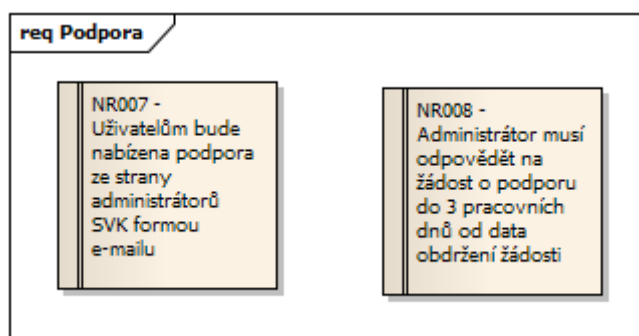 req Podpora
NR007 -
Uživatelům bude
nabízena podpora
ze strany
administrátorů
SVK formou
e-mailu
NR008 -
Administrátor musí
odpovědět na
žádost o podporu
do 3 pracovních
dnů od data
obdržení žádosti